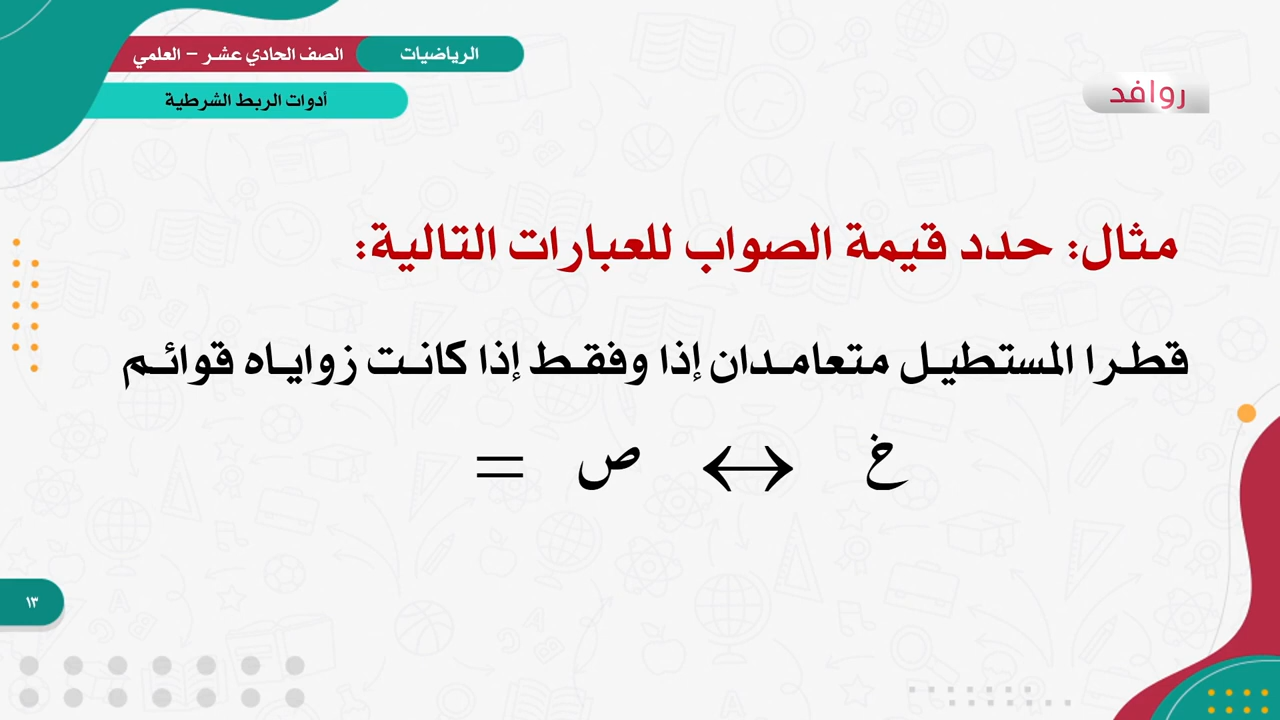 الرياضيات
الصف الحادي عشر – العلمي
أدوات الربط الشرطية
روافد
مثال: حدد قيمة الصواب للعبارات التالية:
قطرا المستطيل متعامدان إذا وفقط إذا كانت زواياه قوائم
خ ↔ ص =
١٣